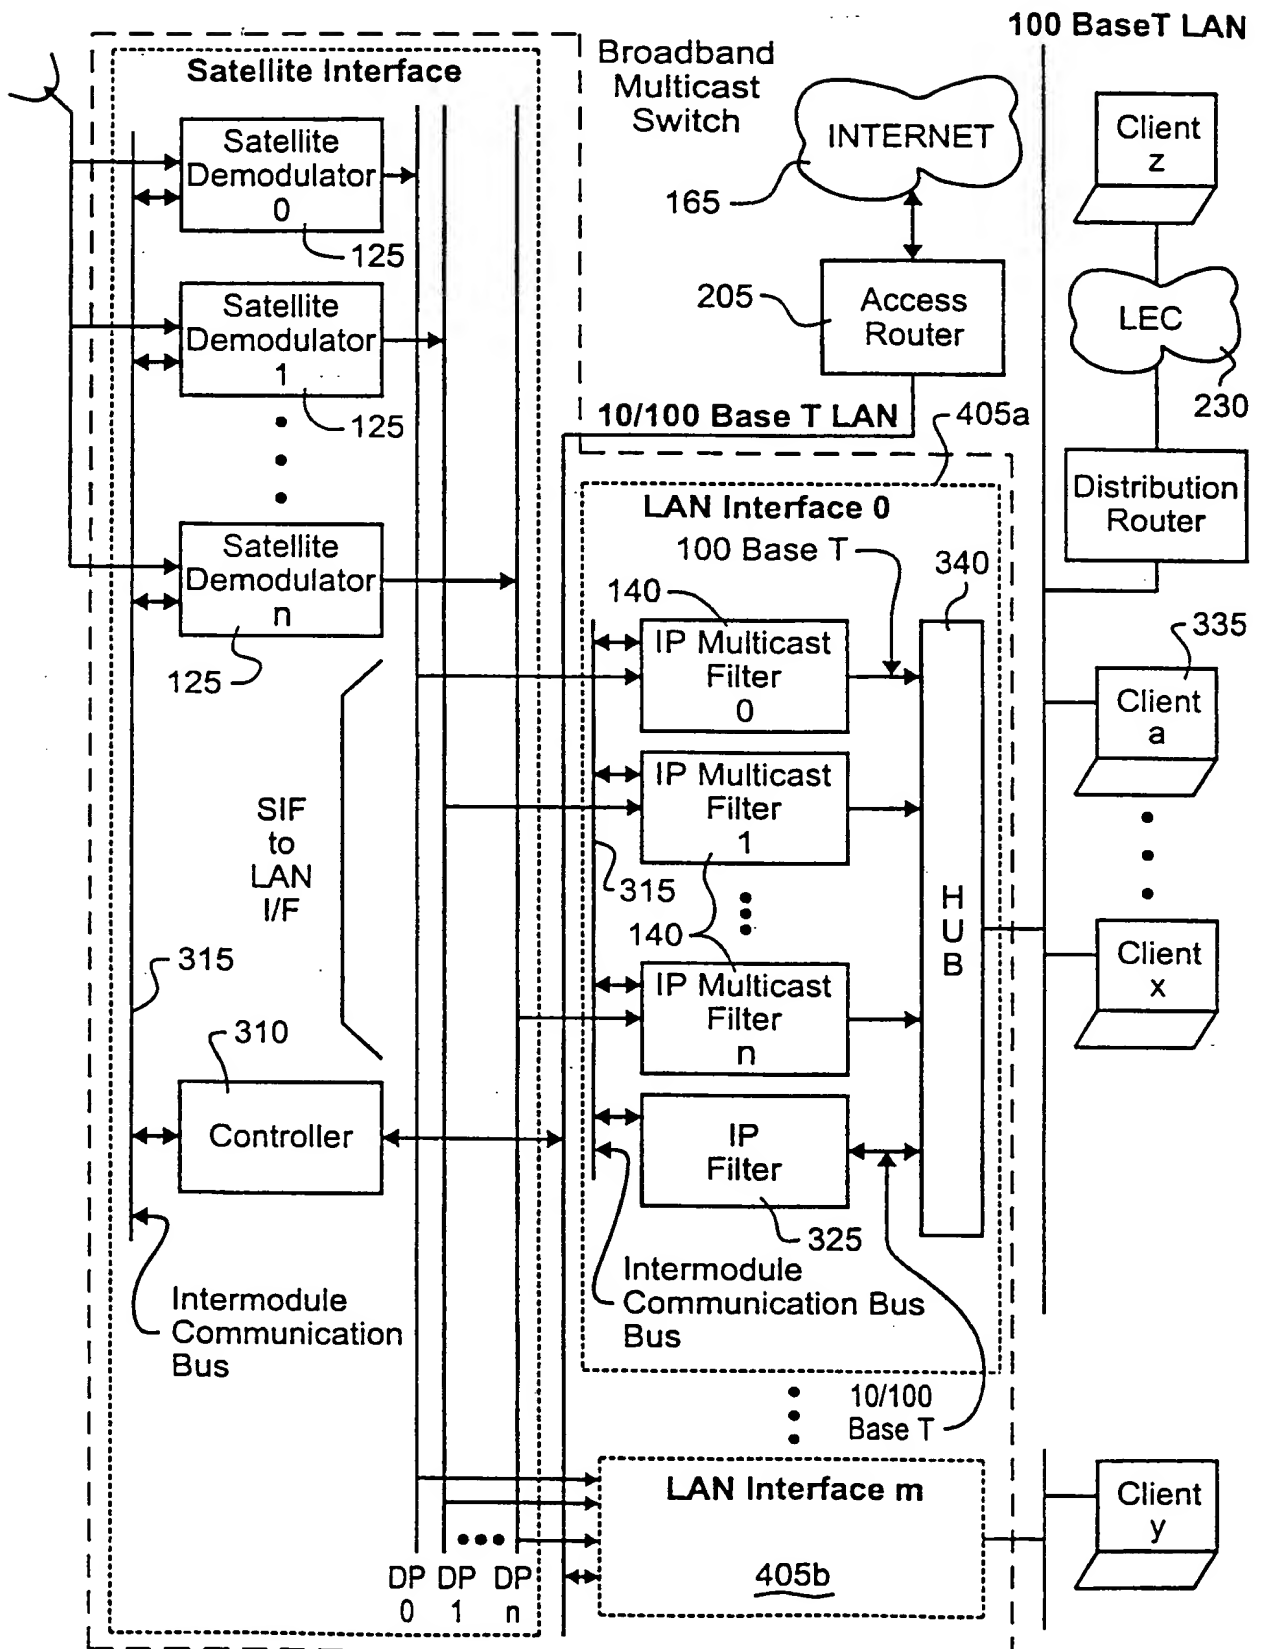 100 BaseT LAN
Broadband
Multicast
Switch
Satellite Interface
Satellite
Demodulator
0
125
Satellite
Demodulator
1
125
Satellite
Demodulator
n
125
INTERNET
165
205
Access
Router
10/100 Base T LAN
405a
Client
z
LEC
230
Distribution
Router
LAN Interface 0
100 Base T
340
140
IP Multicast
Filter
0
IP Multicast
Filter
1
315
140
IP Multicast
Filter
n
IP
Filter
325
HUB
335
Client
a
Client
x
SIF
to
LAN
I/F
315
310
Controller
Intermodule
Communication
Bus
Intermodule
Communication Bus
Bus
10/100
Base T
LAN Interface m
405b
Client
y
DP DP DP
0 1 n